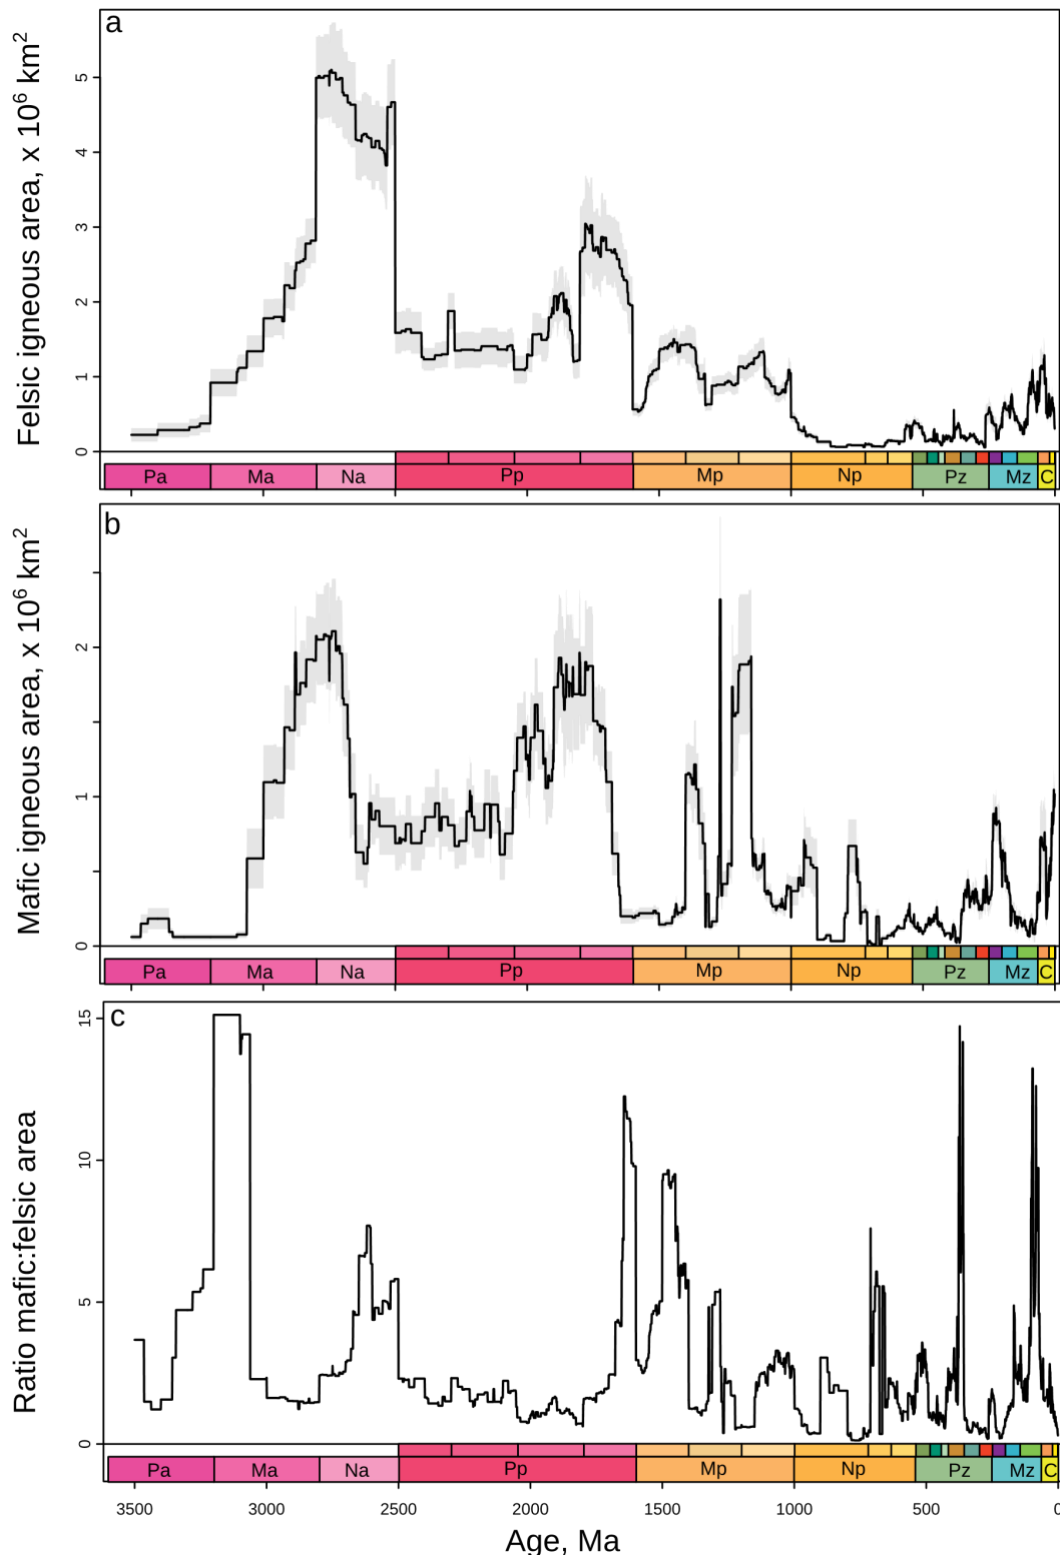 a
Felsic igneous area, x 10⁶ km²
5
4
3
2
1
0
Pa Ma Na Pp Mp Np Pz Mz C
b
Mafic igneous area, x 10⁶ km²
2
1
0
Pa Ma Na Pp Mp Np Pz Mz C
c
Ratio mafic:felsic area
15
10
5
0
Pa Ma Na Pp Mp Np Pz Mz C
3500 3000 2500 2000 1500 1000 500 0
Age, Ma